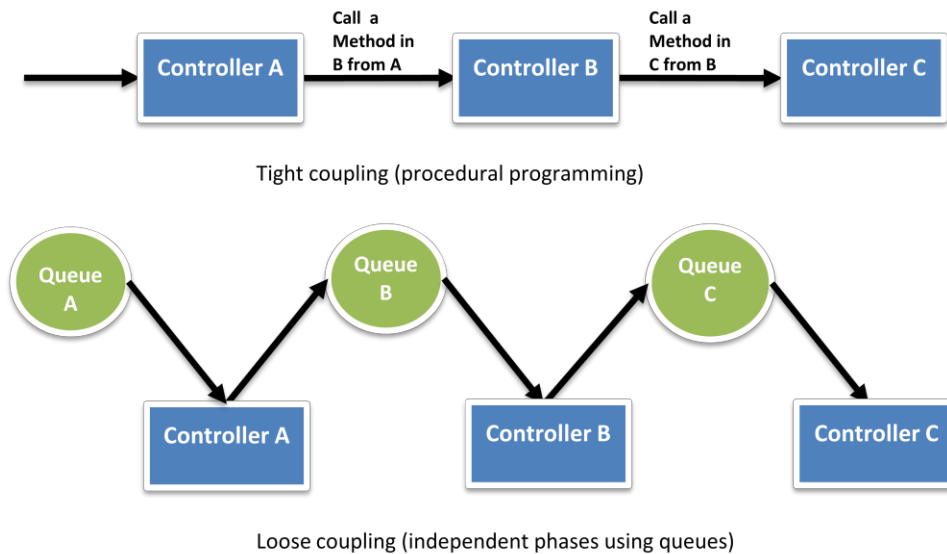 Call a
Method in
B from A
Call a
Method in
C from B
Controller A
Controller B
Controller C
Tight coupling (procedural programming)
Queue
A
Queue
B
Queue
C
Controller A
Controller B
Controller C
Loose coupling (independent phases using queues)